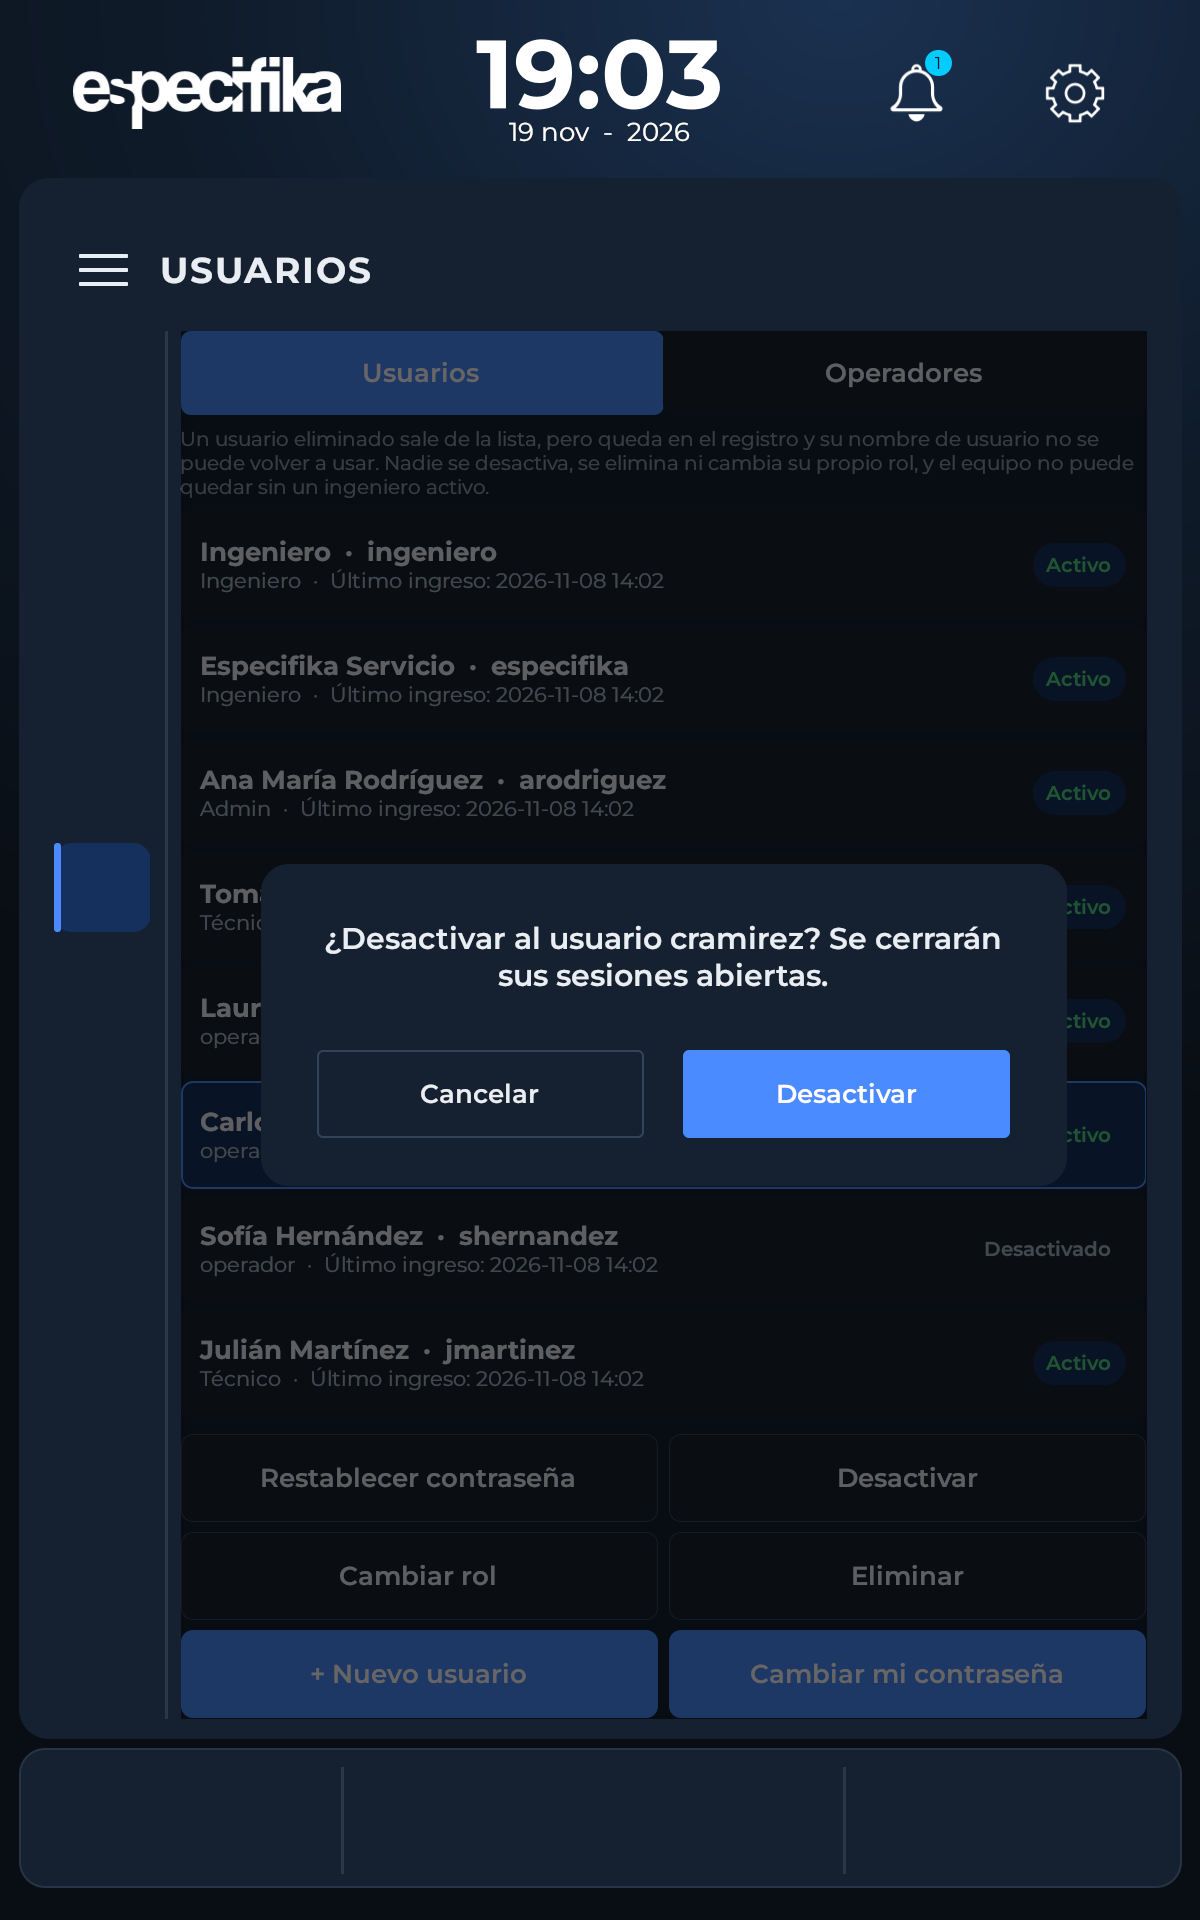 especifika
19:03
1
19 nov - 2026
USUARIOS
Usuarios
Operadores
Un usuario eliminado sale de la lista, pero queda en el registro y su nombre de usuario no se
puede volver a usar. Nadie se desactiva, se elimina ni cambia su propio rol, y el equipo no puede
quedar sin un ingeniero activo.
Ingeniero · ingeniero
Ingeniero · Último ingreso: 2026-11-08 14:02
Activo
Especifika Servicio · especifika
Ingeniero · Último ingreso: 2026-11-08 14:02
Activo
Ana María Rodríguez · arodriguez
Admin · Último ingreso: 2026-11-08 14:02
Activo
¿Desactivar al usuario cramirez? Se cerrarán
sus sesiones abiertas.
Cancelar
Desactivar
Sofía Hernández · shernandez
operador · Último ingreso: 2026-11-08 14:02
Desactivado
Julián Martínez · jmartinez
Técnico · Último ingreso: 2026-11-08 14:02
Activo
Restablecer contraseña
Desactivar
Cambiar rol
Eliminar
+ Nuevo usuario
Cambiar mi contraseña